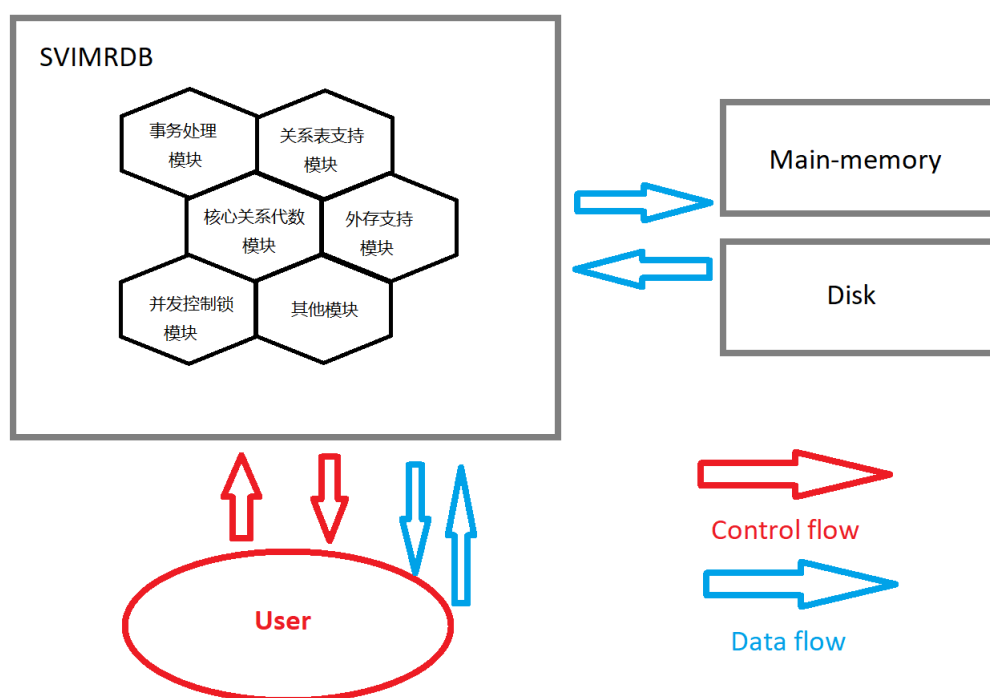 SVIMRDB
事务处理
模块
关系表支持
模块
核心关系代数
模块
外存支持
模块
并发控制锁
模块
其他模块
Main-memory
Disk
Control flow
Data flow
User